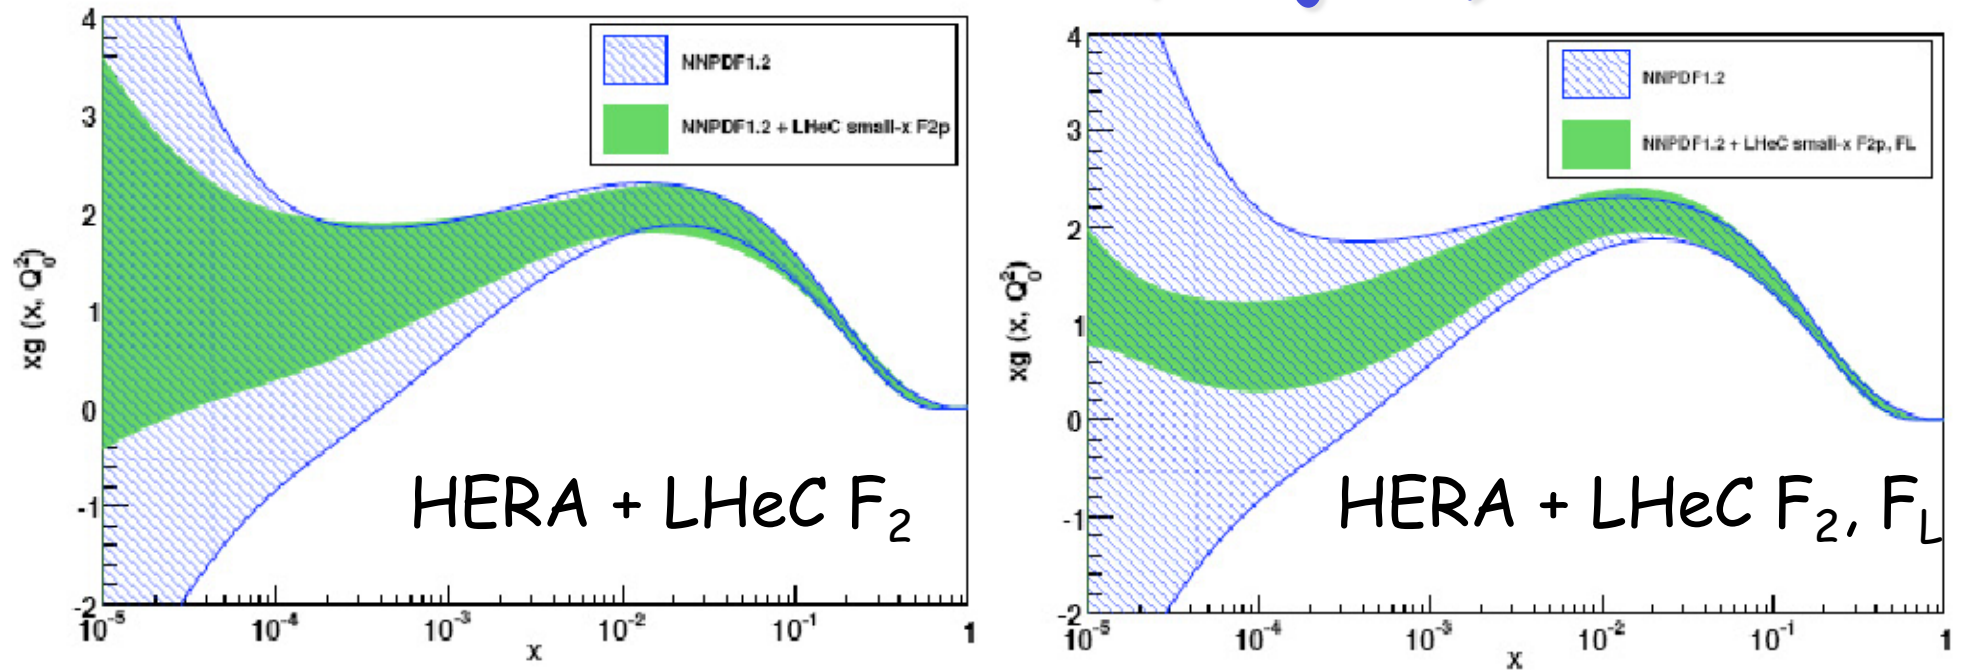 4
3
2
1
0
-1
-2
xg (x, Q₀²)
NNPDF1.2
NNPDF1.2 + LHeC small-x F2p
HERA + LHeC F₂
10⁻⁵ 10⁻⁴ 10⁻³ 10⁻² 10⁻¹ 1
x
4
3
2
1
0
-1
-2
xg (x, Q₀²)
NNPDF1.2
NNPDF1.2 + LHeC small-x F2p, FL
HERA + LHeC F₂, F_L
10⁻⁵ 10⁻⁴ 10⁻³ 10⁻² 10⁻¹ 1
x